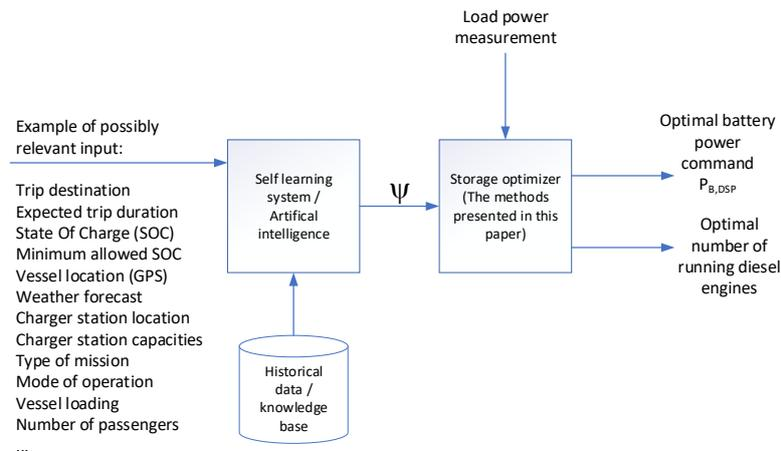 Load power
measurement
Example of possibly
relevant input:
Trip destination
Expected trip duration
State Of Charge (SOC)
Minimum allowed SOC
Vessel location (GPS)
Weather forecast
Charger station location
Charger station capacities
Type of mission
Mode of operation
Vessel loading
Number of passengers
...
Self learning
system /
Artifical
intelligence
Historical
data /
knowledge
base
ψ
Storage optimizer
(The methods
presented in this
paper)
Optimal battery
power
command
P_B,DSP
Optimal
number of
running diesel
engines